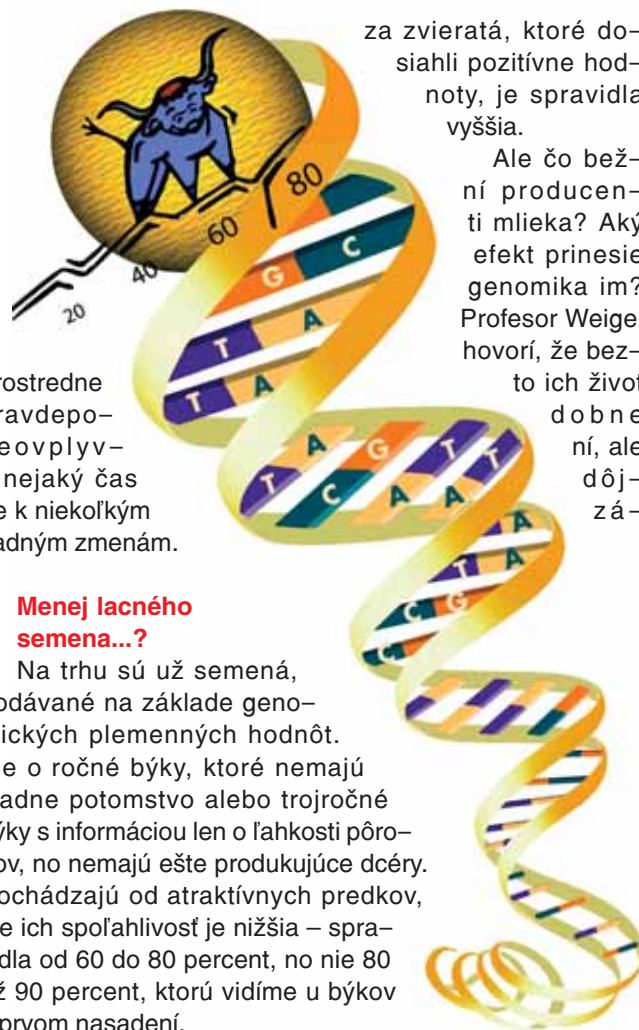 za zvieratá, ktoré do–
siahli pozitívne hod–
noty, je spravidla
vyššia.
Ale čo bež–
ní producen–
ti mlieka? Aký
efekt prinesie
genomika im?
Profesor Weige
hovorí, že bez–
rostredne to ich život
ravdepo– dobne
eovplyv– ní, ale
nejaký čas dôj–
e k niekoľkým zá–
adným zmenám.
Menej lacného
semena...?
Na trhu sú už semená,
odávané na základe geno–
ických plemenných hodnôt.
e o ročné býky, ktoré nemajú
adne potomstvo alebo trojročné
ýky s informáciou len o ľahkosti pôro–
ov, no nemajú ešte produkujúce dcéry.
ochádzajú od atraktívnych predkov,
e ich spoľahlivosť je nižšia – spra–
dla od 60 do 80 percent, no nie 80
ž 90 percent, ktorú vidíme u býkov
prvom nasadení.
20 40 60 80
G C
T A
T A
T A G T T
C A A T
A
T A
C G
C